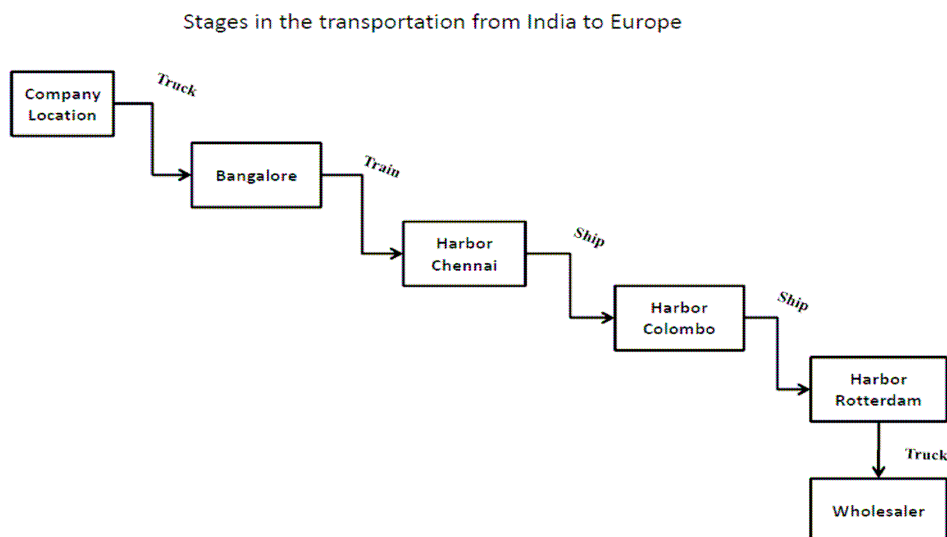 Stages in the transportation from India to Europe
Company
Location
Truck
Bangalore
Train
Harbor
Chennai
Ship
Harbor
Colombo
Ship
Harbor
Rotterdam
Truck
Wholesaler